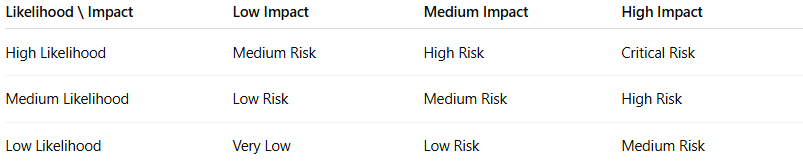 Likelihood \ Impact Low Impact Medium Impact High Impact
High Likelihood Medium Risk High Risk Critical Risk
Medium Likelihood Low Risk Medium Risk High Risk
Low Likelihood Very Low Low Risk Medium Risk